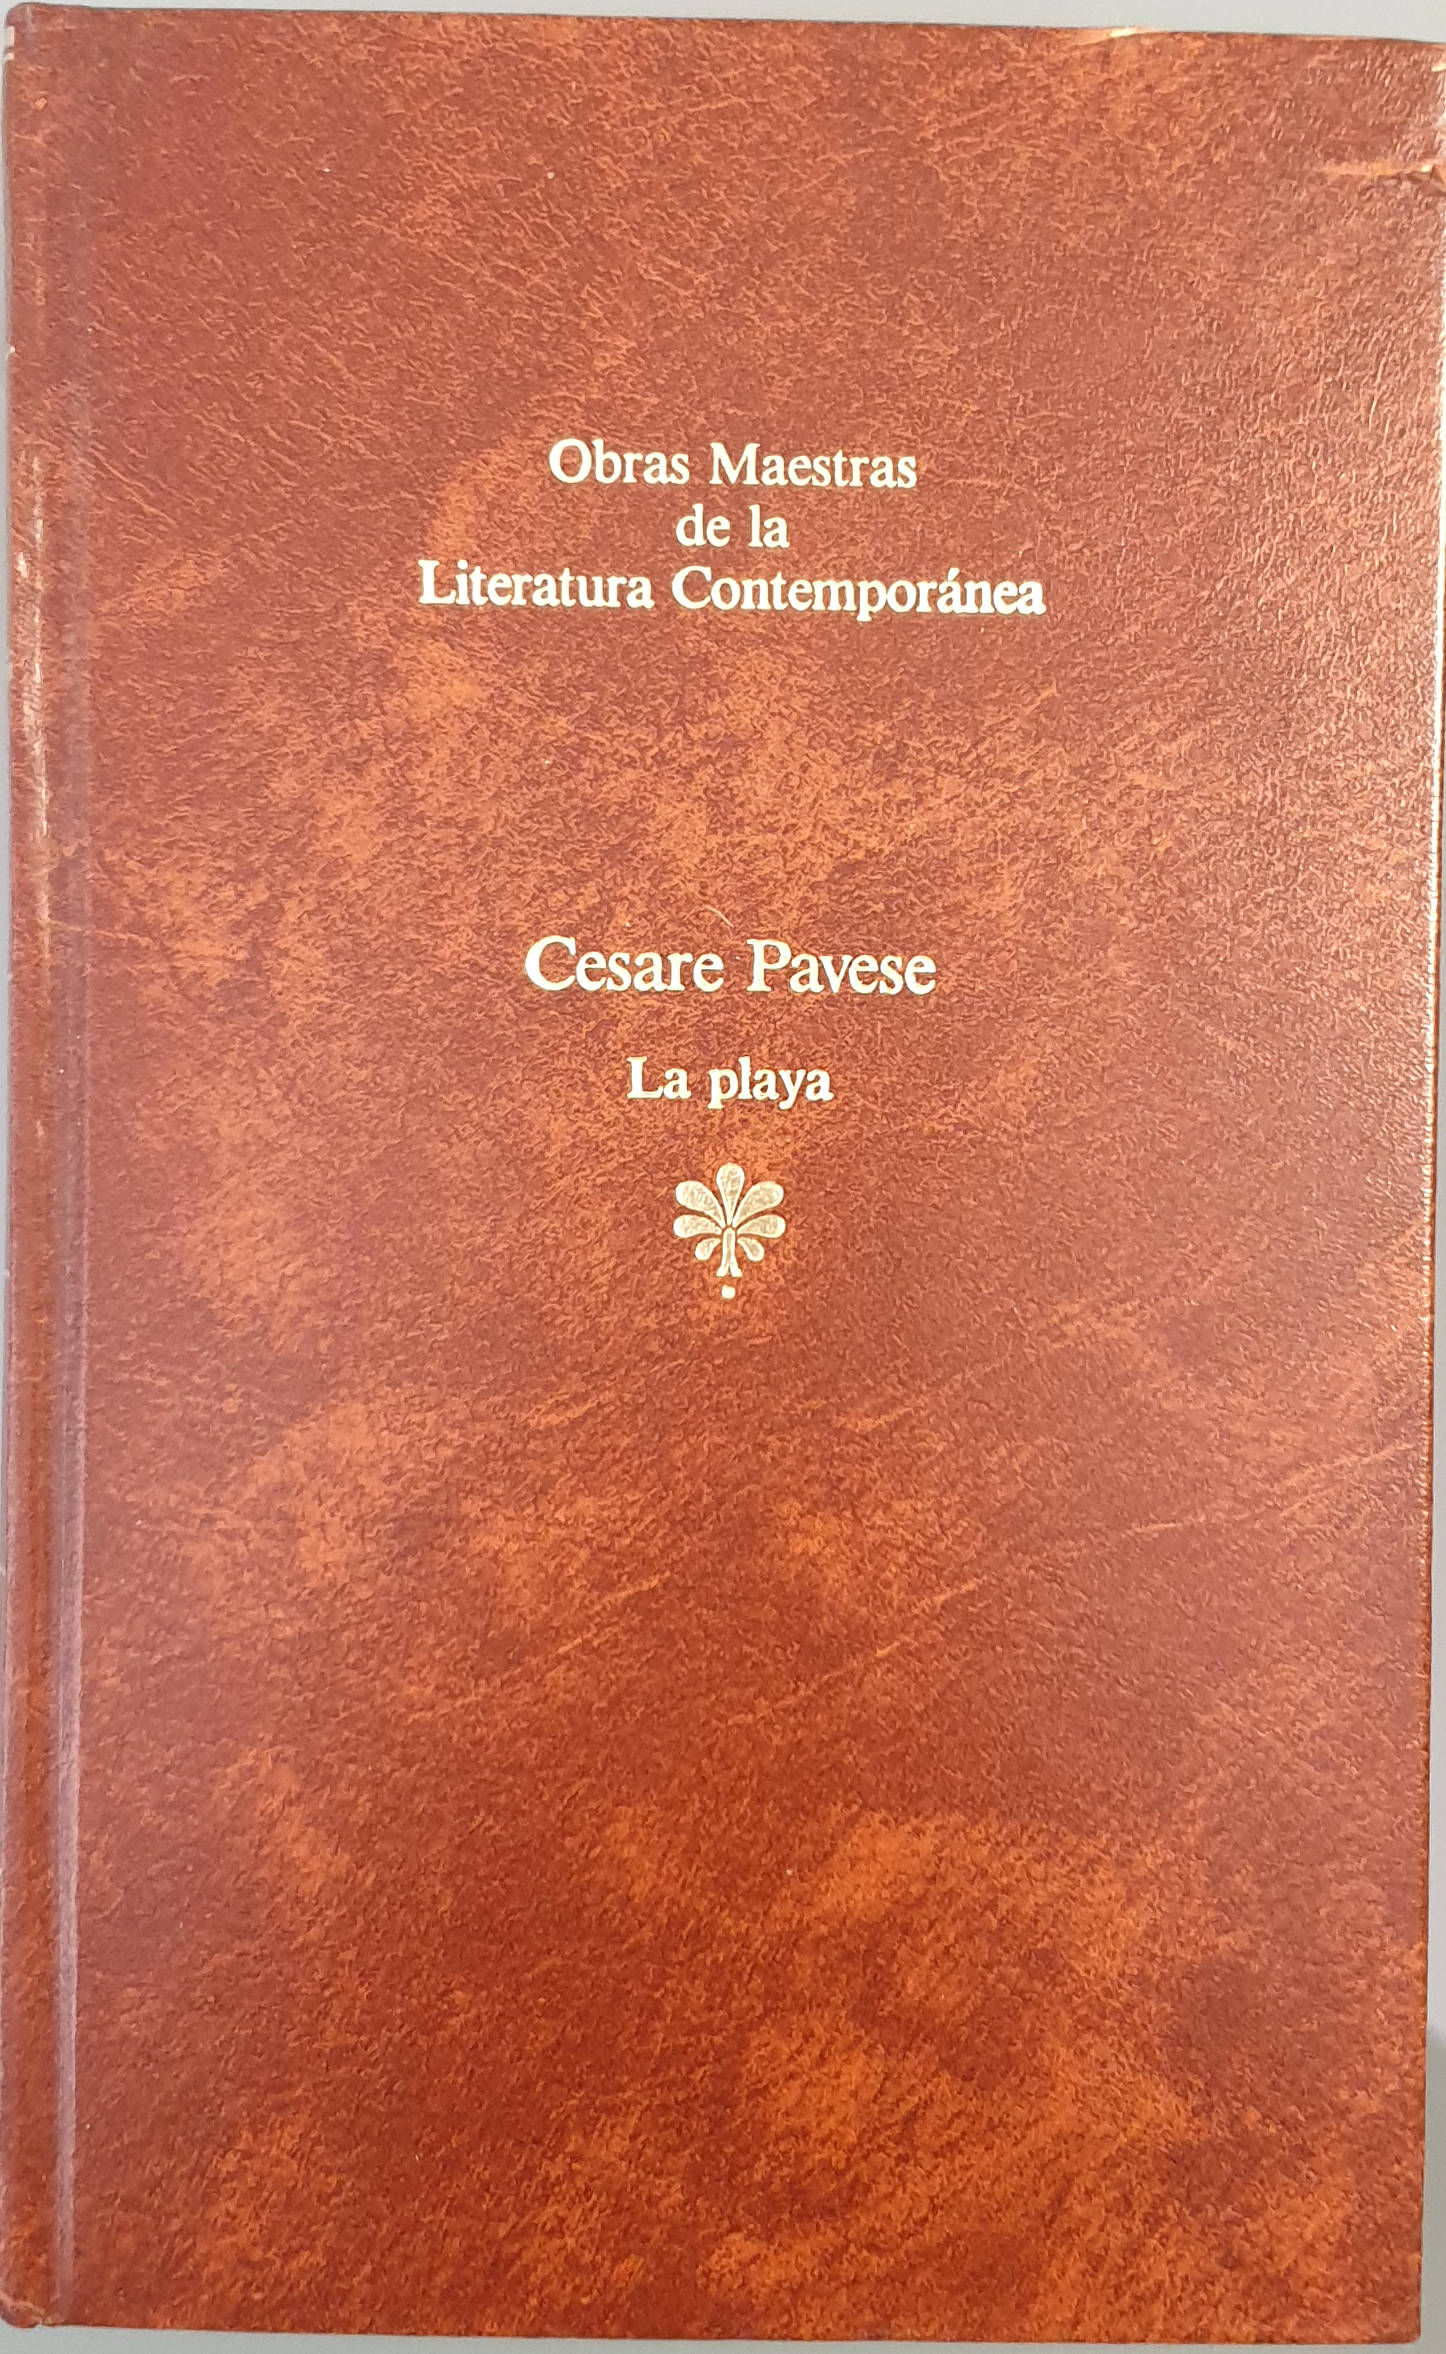 Obras Maestras
de la
Literatura Contemporánea
Cesare Pavese
La playa